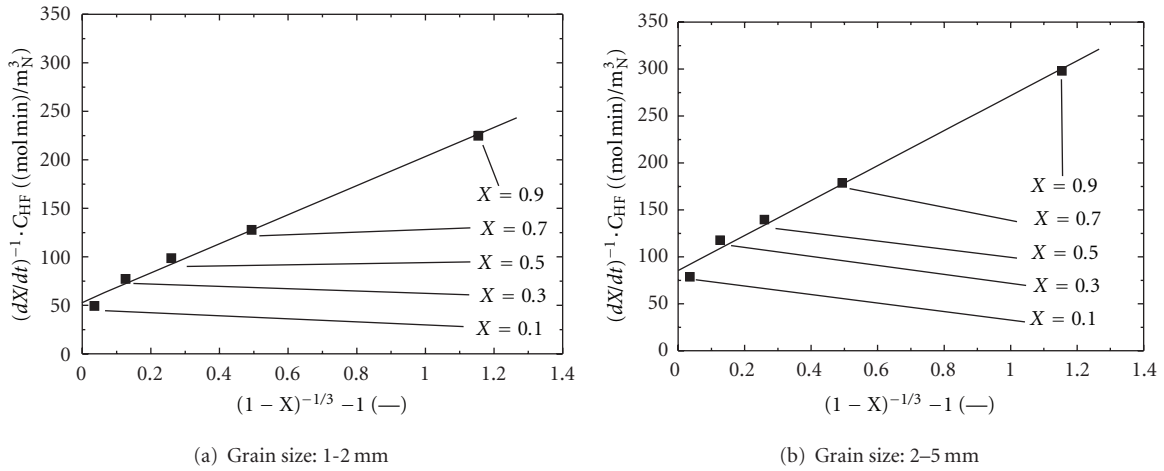 350
300
250
200
150
100
50
0
(dX/dt)⁻¹ · C_HF ((mol min)/m³_N)
X = 0.9
X = 0.7
X = 0.5
X = 0.3
X = 0.1
0 0.2 0.4 0.6 0.8 1 1.2 1.4
(1 − X)⁻¹/³ −1 (—)
(a) Grain size: 1-2 mm
350
300
250
200
150
100
50
0
(dX/dt)⁻¹ · C_HF ((mol min)/m³_N)
X = 0.9
X = 0.7
X = 0.5
X = 0.3
X = 0.1
0 0.2 0.4 0.6 0.8 1 1.2 1.4
(1 − X)⁻¹/³ −1 (—)
(b) Grain size: 2–5 mm